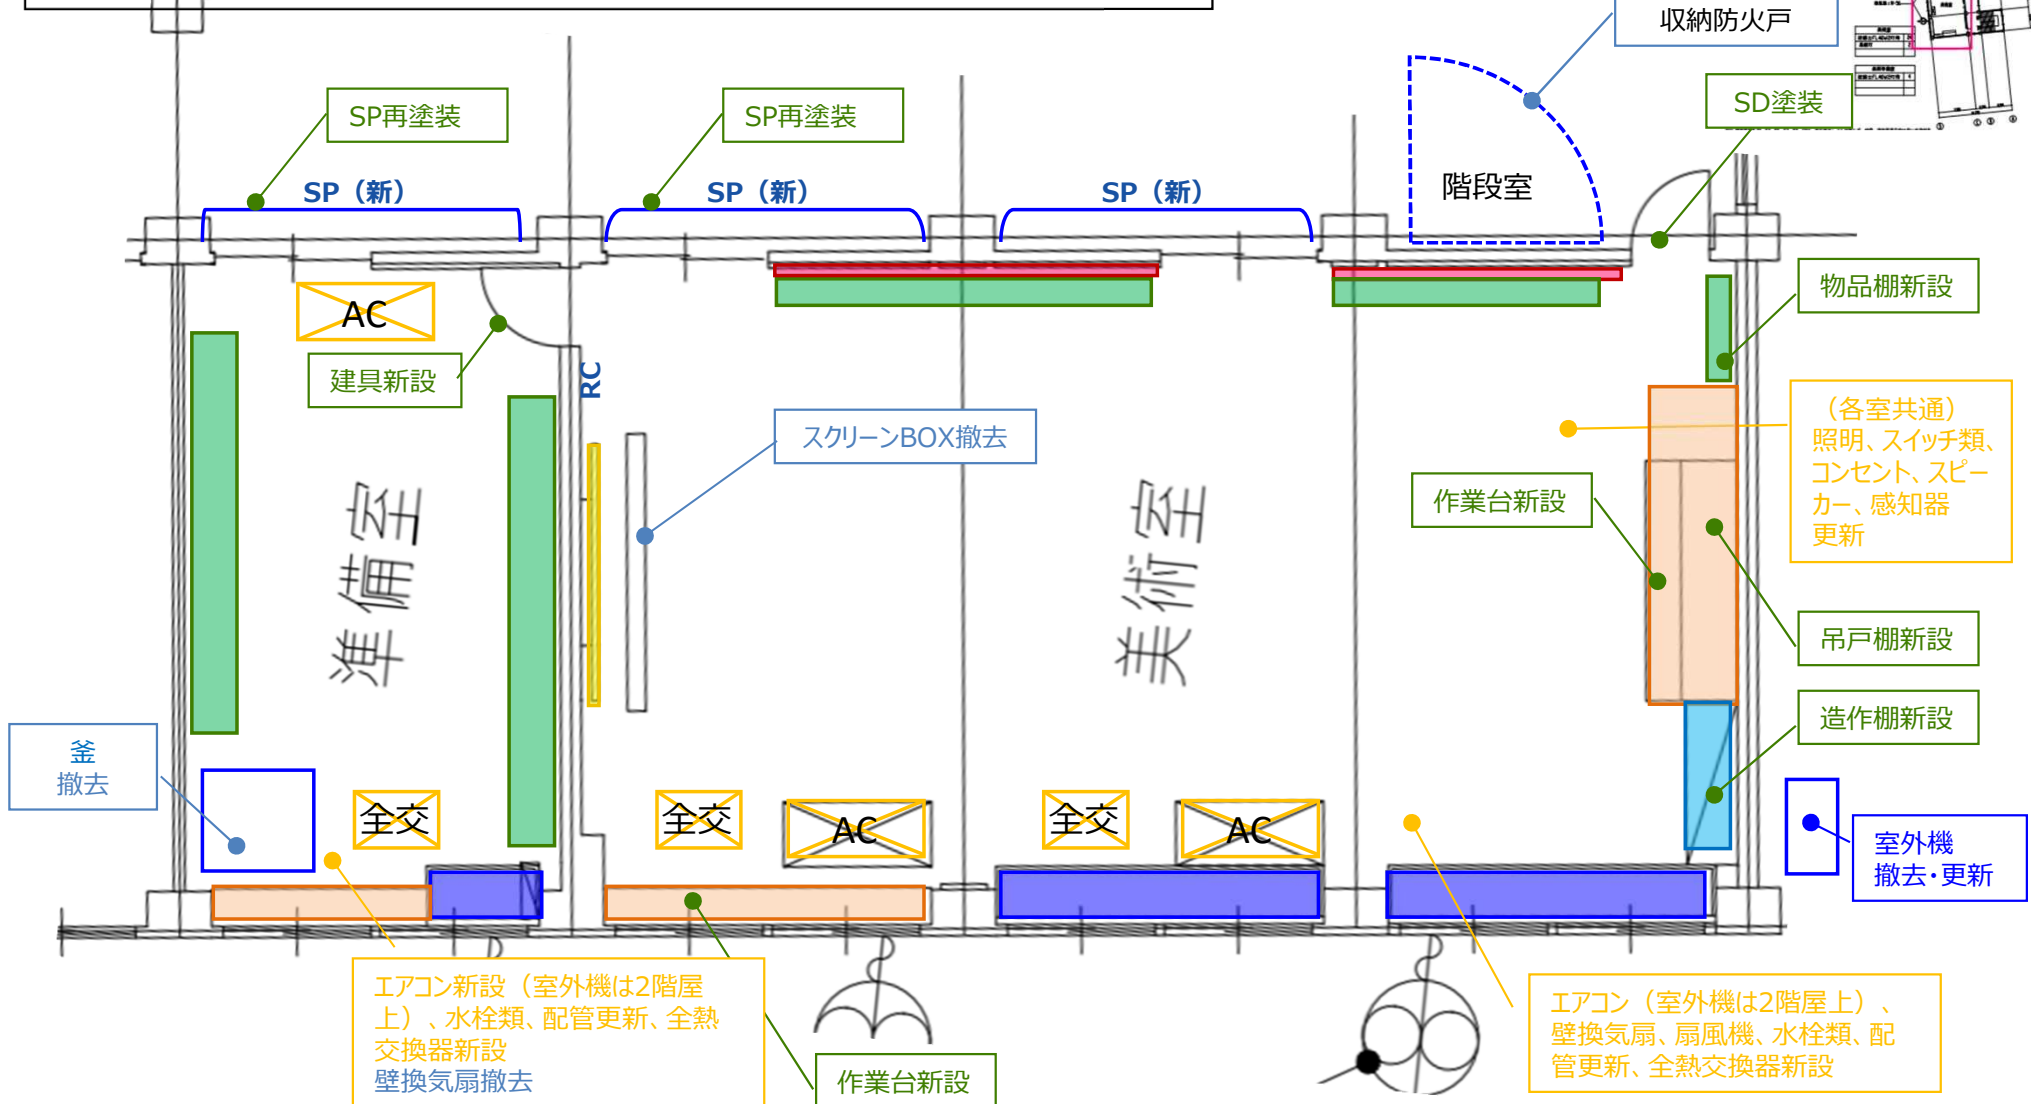 収納防火戸
SP再塗装
SP再塗装
SD塗装
SP（新）
SP（新）
SP（新）
階段室
物品棚新設
AC
建具新設
RC
スクリーンBOX撤去
（各室共通）
照明、スイッチ類、
コンセント、スピー
カー、感知器
更新
作業台新設
準備室
美術室
吊戸棚新設
造作棚新設
釜
撤去
全交
全交
AC
全交
AC
室外機
撤去・更新
エアコン新設（室外機は2階屋
上）、水栓類、配管更新、全熱
交換器新設
壁換気扇撤去
作業台新設
エアコン（室外機は2階屋上）、
壁換気扇、扇風機、水栓類、配
管更新、全熱交換器新設